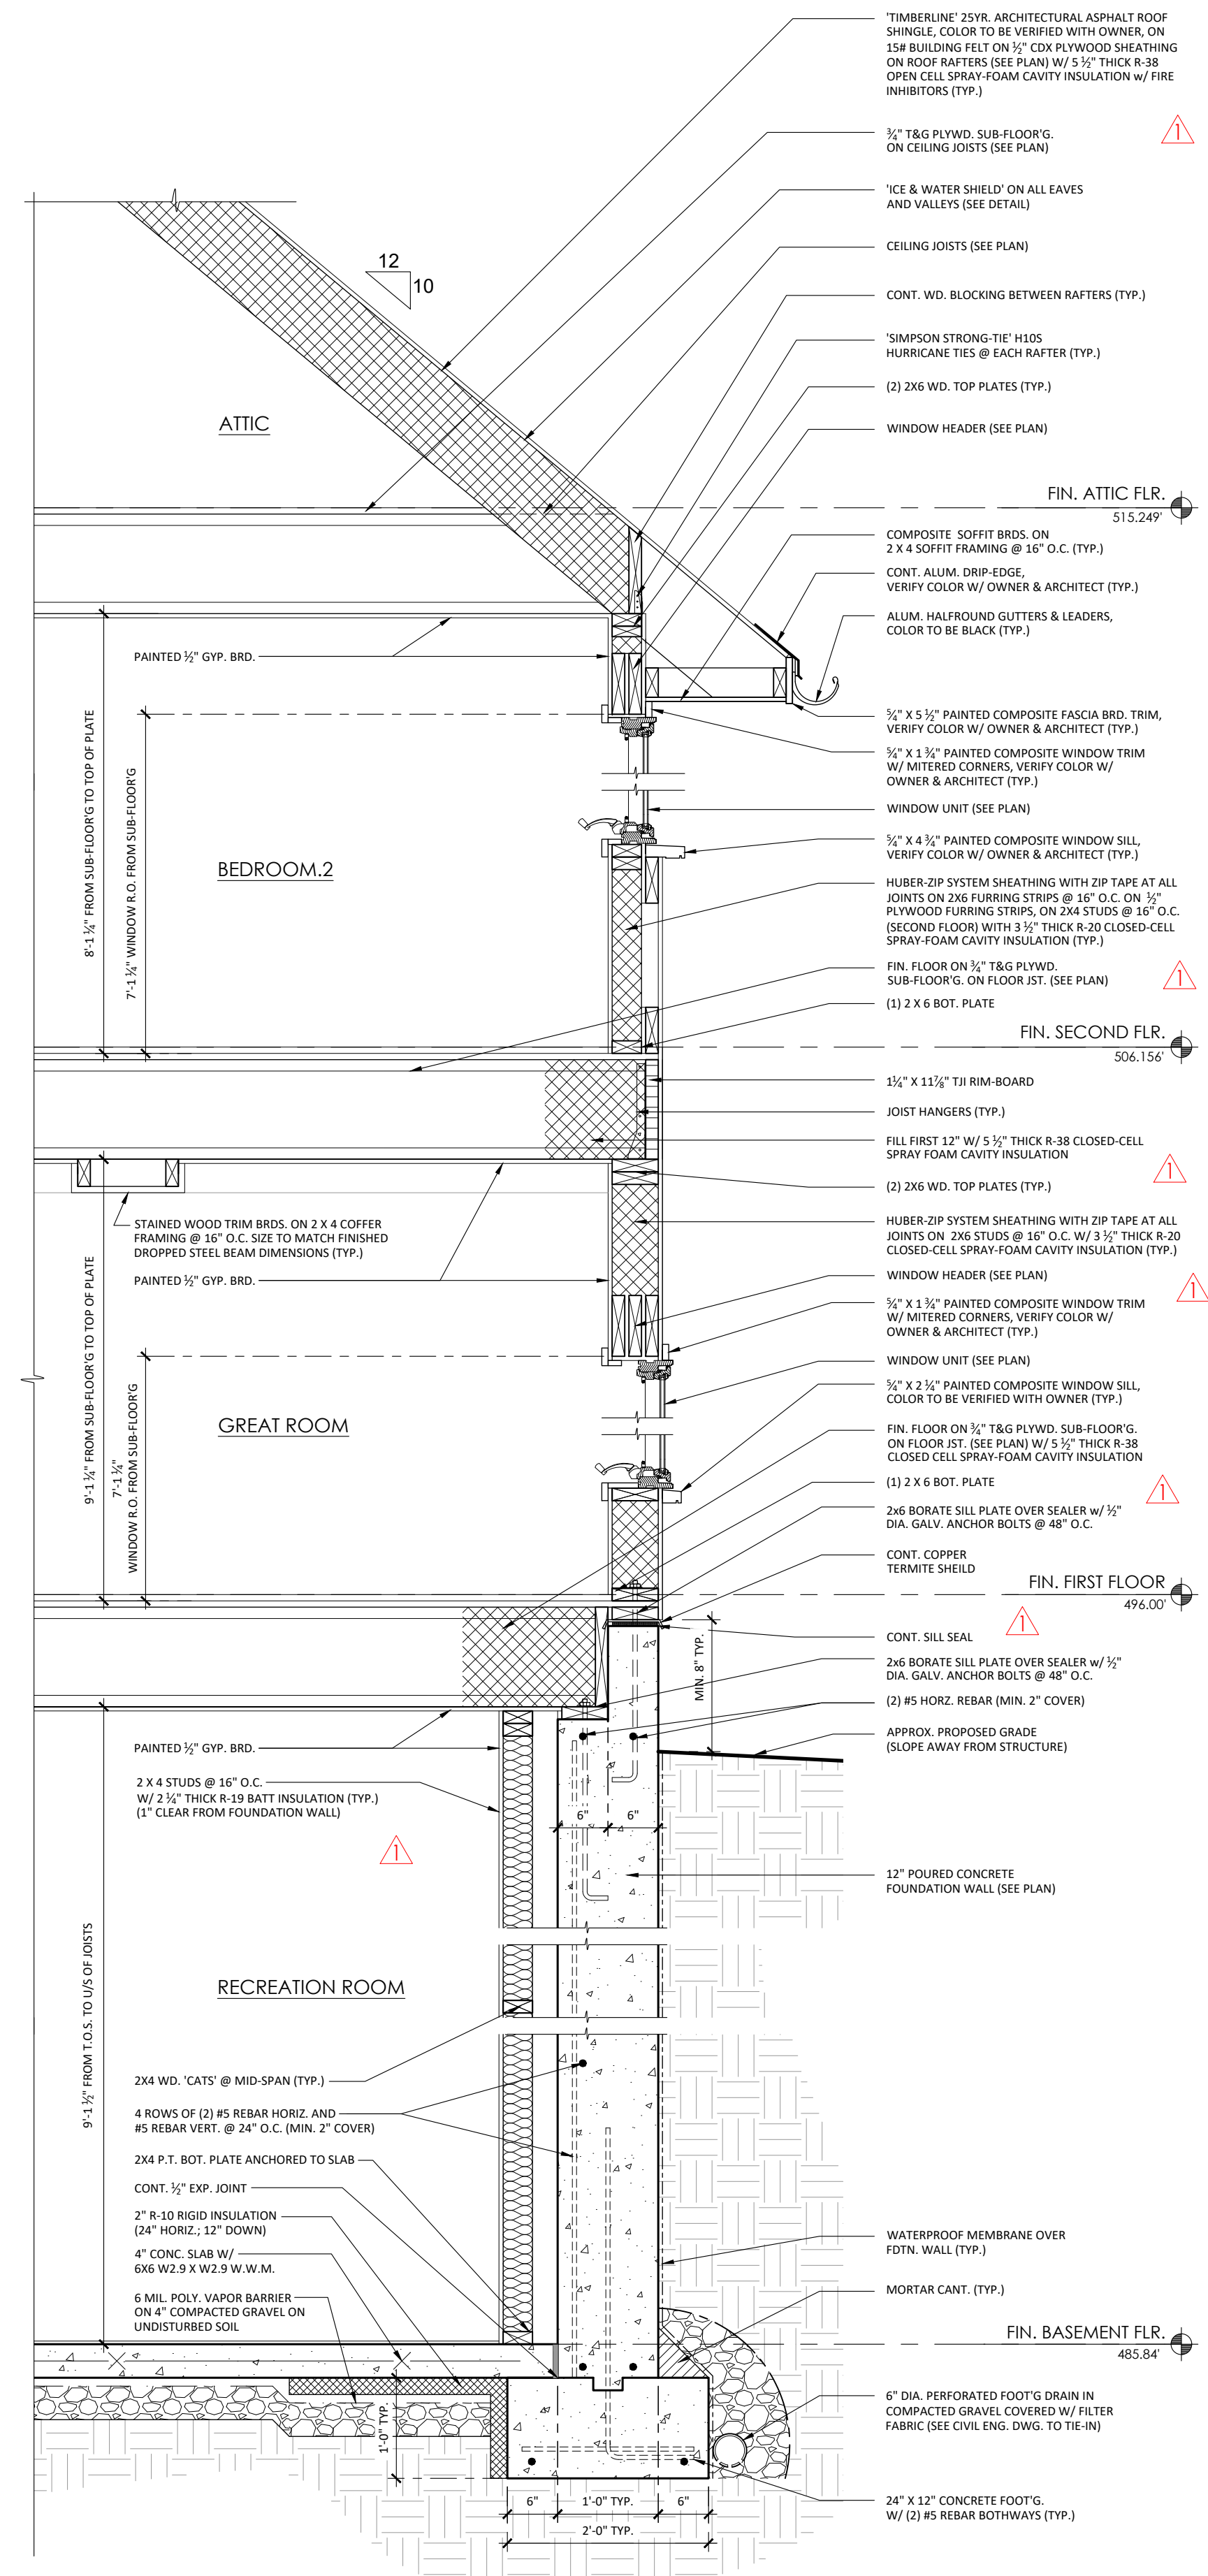 'TIMBERLINE' 25YR. ARCHITECTURAL ASPHALT ROOF
SHINGLE, COLOR TO BE VERIFIED WITH OWNER, ON
15# BUILDING FELT ON ½" CDX PLYWOOD SHEATHING
ON ROOF RAFTERS (SEE PLAN) W/ 5 ½" THICK R-38
OPEN CELL SPRAY-FOAM CAVITY INSULATION w/ FIRE
INHIBITORS (TYP.)
¾" T&G PLYWD. SUB-FLOOR'G.
ON CEILING JOISTS (SEE PLAN)
1
'ICE & WATER SHIELD' ON ALL EAVES
AND VALLEYS (SEE DETAIL)
CEILING JOISTS (SEE PLAN)
12
10
CONT. WD. BLOCKING BETWEEN RAFTERS (TYP.)
'SIMPSON STRONG-TIE' H10S
HURRICANE TIES @ EACH RAFTER (TYP.)
(2) 2X6 WD. TOP PLATES (TYP.)
WINDOW HEADER (SEE PLAN)
ATTIC
FIN. ATTIC FLR.
515.249'
COMPOSITE SOFFIT BRDS. ON
2 X 4 SOFFIT FRAMING @ 16" O.C. (TYP.)
CONT. ALUM. DRIP-EDGE,
VERIFY COLOR W/ OWNER & ARCHITECT (TYP.)
ALUM. HALFROUND GUTTERS & LEADERS,
COLOR TO BE BLACK (TYP.)
PAINTED ½" GYP. BRD.
8'-1 ¼" FROM SUB-FLOOR'G TO TOP OF PLATE
7'-1 ¼" WINDOW R.O. FROM SUB-FLOOR'G
5⁄4" X 5 ½" PAINTED COMPOSITE FASCIA BRD. TRIM,
VERIFY COLOR W/ OWNER & ARCHITECT (TYP.)
5⁄4" X 1 ¾" PAINTED COMPOSITE WINDOW TRIM
W/ MITERED CORNERS, VERIFY COLOR W/
OWNER & ARCHITECT (TYP.)
WINDOW UNIT (SEE PLAN)
5⁄4" X 4 ¾" PAINTED COMPOSITE WINDOW SILL,
VERIFY COLOR W/ OWNER & ARCHITECT (TYP.)
BEDROOM.2
HUBER-ZIP SYSTEM SHEATHING WITH ZIP TAPE AT ALL
JOINTS ON 2X6 FURRING STRIPS @ 16" O.C. ON ½"
PLYWOOD FURRING STRIPS, ON 2X4 STUDS @ 16" O.C.
(SECOND FLOOR) WITH 3 ½" THICK R-20 CLOSED-CELL
SPRAY-FOAM CAVITY INSULATION (TYP.)
FIN. FLOOR ON ¾" T&G PLYWD.
SUB-FLOOR'G. ON FLOOR JST. (SEE PLAN)
1
(1) 2 X 6 BOT. PLATE
FIN. SECOND FLR.
506.156'
1¼" X 11⅞" TJI RIM-BOARD
JOIST HANGERS (TYP.)
FILL FIRST 12" W/ 5 ½" THICK R-38 CLOSED-CELL
SPRAY FOAM CAVITY INSULATION
1
(2) 2X6 WD. TOP PLATES (TYP.)
STAINED WOOD TRIM BRDS. ON 2 X 4 COFFER
FRAMING @ 16" O.C. SIZE TO MATCH FINISHED
DROPPED STEEL BEAM DIMENSIONS (TYP.)
PAINTED ½" GYP. BRD.
HUBER-ZIP SYSTEM SHEATHING WITH ZIP TAPE AT ALL
JOINTS ON 2X6 STUDS @ 16" O.C. W/ 3 ½" THICK R-20
CLOSED-CELL SPRAY-FOAM CAVITY INSULATION (TYP.)
WINDOW HEADER (SEE PLAN)
1
5⁄4" X 1 ¾" PAINTED COMPOSITE WINDOW TRIM
W/ MITERED CORNERS, VERIFY COLOR W/
OWNER & ARCHITECT (TYP.)
WINDOW UNIT (SEE PLAN)
5⁄4" X 2 ¼" PAINTED COMPOSITE WINDOW SILL,
COLOR TO BE VERIFIED WITH OWNER (TYP.)
9'-1 ¼" FROM SUB-FLOOR'G TO TOP OF PLATE
7'-1 ¼"
WINDOW R.O. FROM SUB-FLOOR'G
GREAT ROOM
FIN. FLOOR ON ¾" T&G PLYWD. SUB-FLOOR'G.
ON FLOOR JST. (SEE PLAN) W/ 5 ½" THICK R-38
CLOSED CELL SPRAY-FOAM CAVITY INSULATION
(1) 2 X 6 BOT. PLATE
1
2x6 BORATE SILL PLATE OVER SEALER w/ ½"
DIA. GALV. ANCHOR BOLTS @ 48" O.C.
CONT. COPPER
TERMITE SHEILD
FIN. FIRST FLOOR
496.00'
CONT. SILL SEAL
1
MIN. 8" TYP.
2x6 BORATE SILL PLATE OVER SEALER w/ ½"
DIA. GALV. ANCHOR BOLTS @ 48" O.C.
(2) #5 HORZ. REBAR (MIN. 2" COVER)
APPROX. PROPOSED GRADE
(SLOPE AWAY FROM STRUCTURE)
PAINTED ½" GYP. BRD.
2 X 4 STUDS @ 16" O.C.
W/ 2 ¼" THICK R-19 BATT INSULATION (TYP.)
(1" CLEAR FROM FOUNDATION WALL)
1
6"
6"
12" POURED CONCRETE
FOUNDATION WALL (SEE PLAN)
RECREATION ROOM
9'-1 ½" FROM T.O.S. TO U/S OF JOISTS
2X4 WD. 'CATS' @ MID-SPAN (TYP.)
4 ROWS OF (2) #5 REBAR HORIZ. AND
#5 REBAR VERT. @ 24" O.C. (MIN. 2" COVER)
2X4 P.T. BOT. PLATE ANCHORED TO SLAB
CONT. ½" EXP. JOINT
2" R-10 RIGID INSULATION
(24" HORIZ.; 12" DOWN)
4" CONC. SLAB W/
6X6 W2.9 X W2.9 W.W.M.
6 MIL. POLY. VAPOR BARRIER
ON 4" COMPACTED GRAVEL ON
UNDISTURBED SOIL
WATERPROOF MEMBRANE OVER
FDTN. WALL (TYP.)
MORTAR CANT. (TYP.)
FIN. BASEMENT FLR.
485.84'
1'-0" TYP.
6" DIA. PERFORATED FOOT'G DRAIN IN
COMPACTED GRAVEL COVERED W/ FILTER
FABRIC (SEE CIVIL ENG. DWG. TO TIE-IN)
6"
1'-0" TYP.
6"
2'-0" TYP.
24" X 12" CONCRETE FOOT'G.
W/ (2) #5 REBAR BOTHWAYS (TYP.)